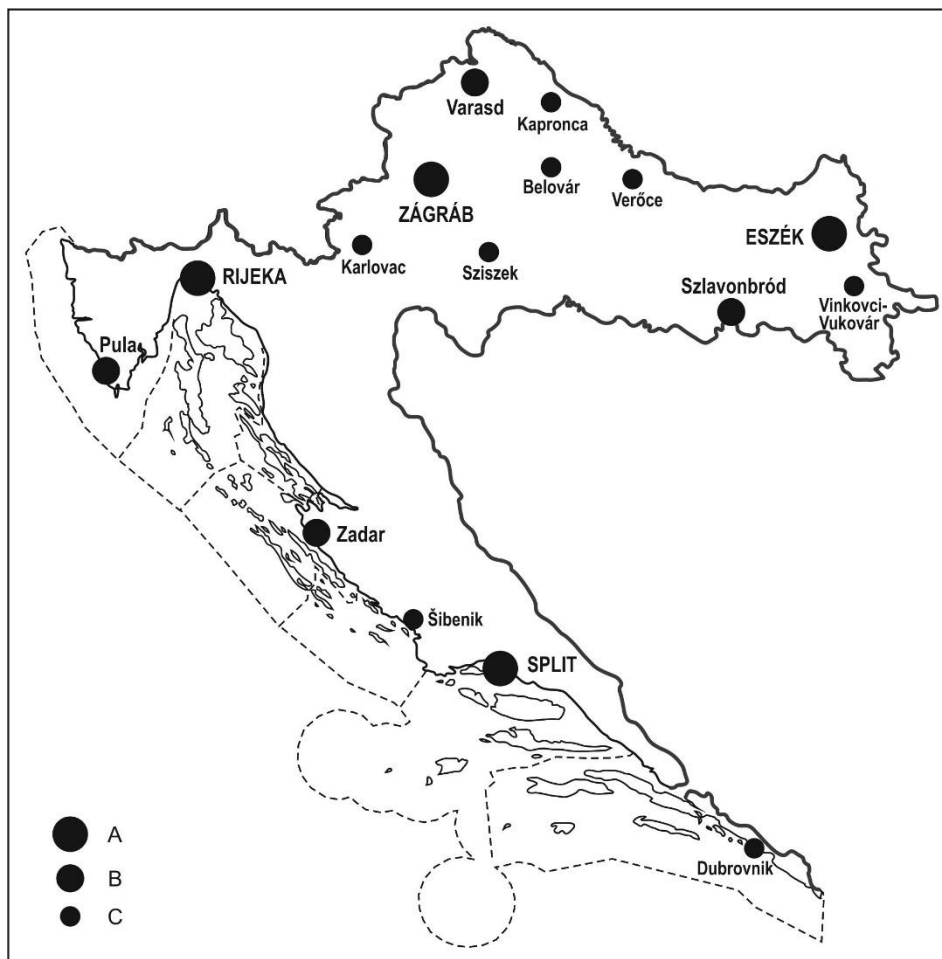 Varasd
Kapronca
Belovár
Verőce
ZÁGRÁB
ESZÉK
Karlovac
Sziszek
RIJEKA
Szlavonbród
Vinkovci-
Vukovár
Pula
Zadar
Šibenik
SPLIT
Dubrovnik
A
B
C